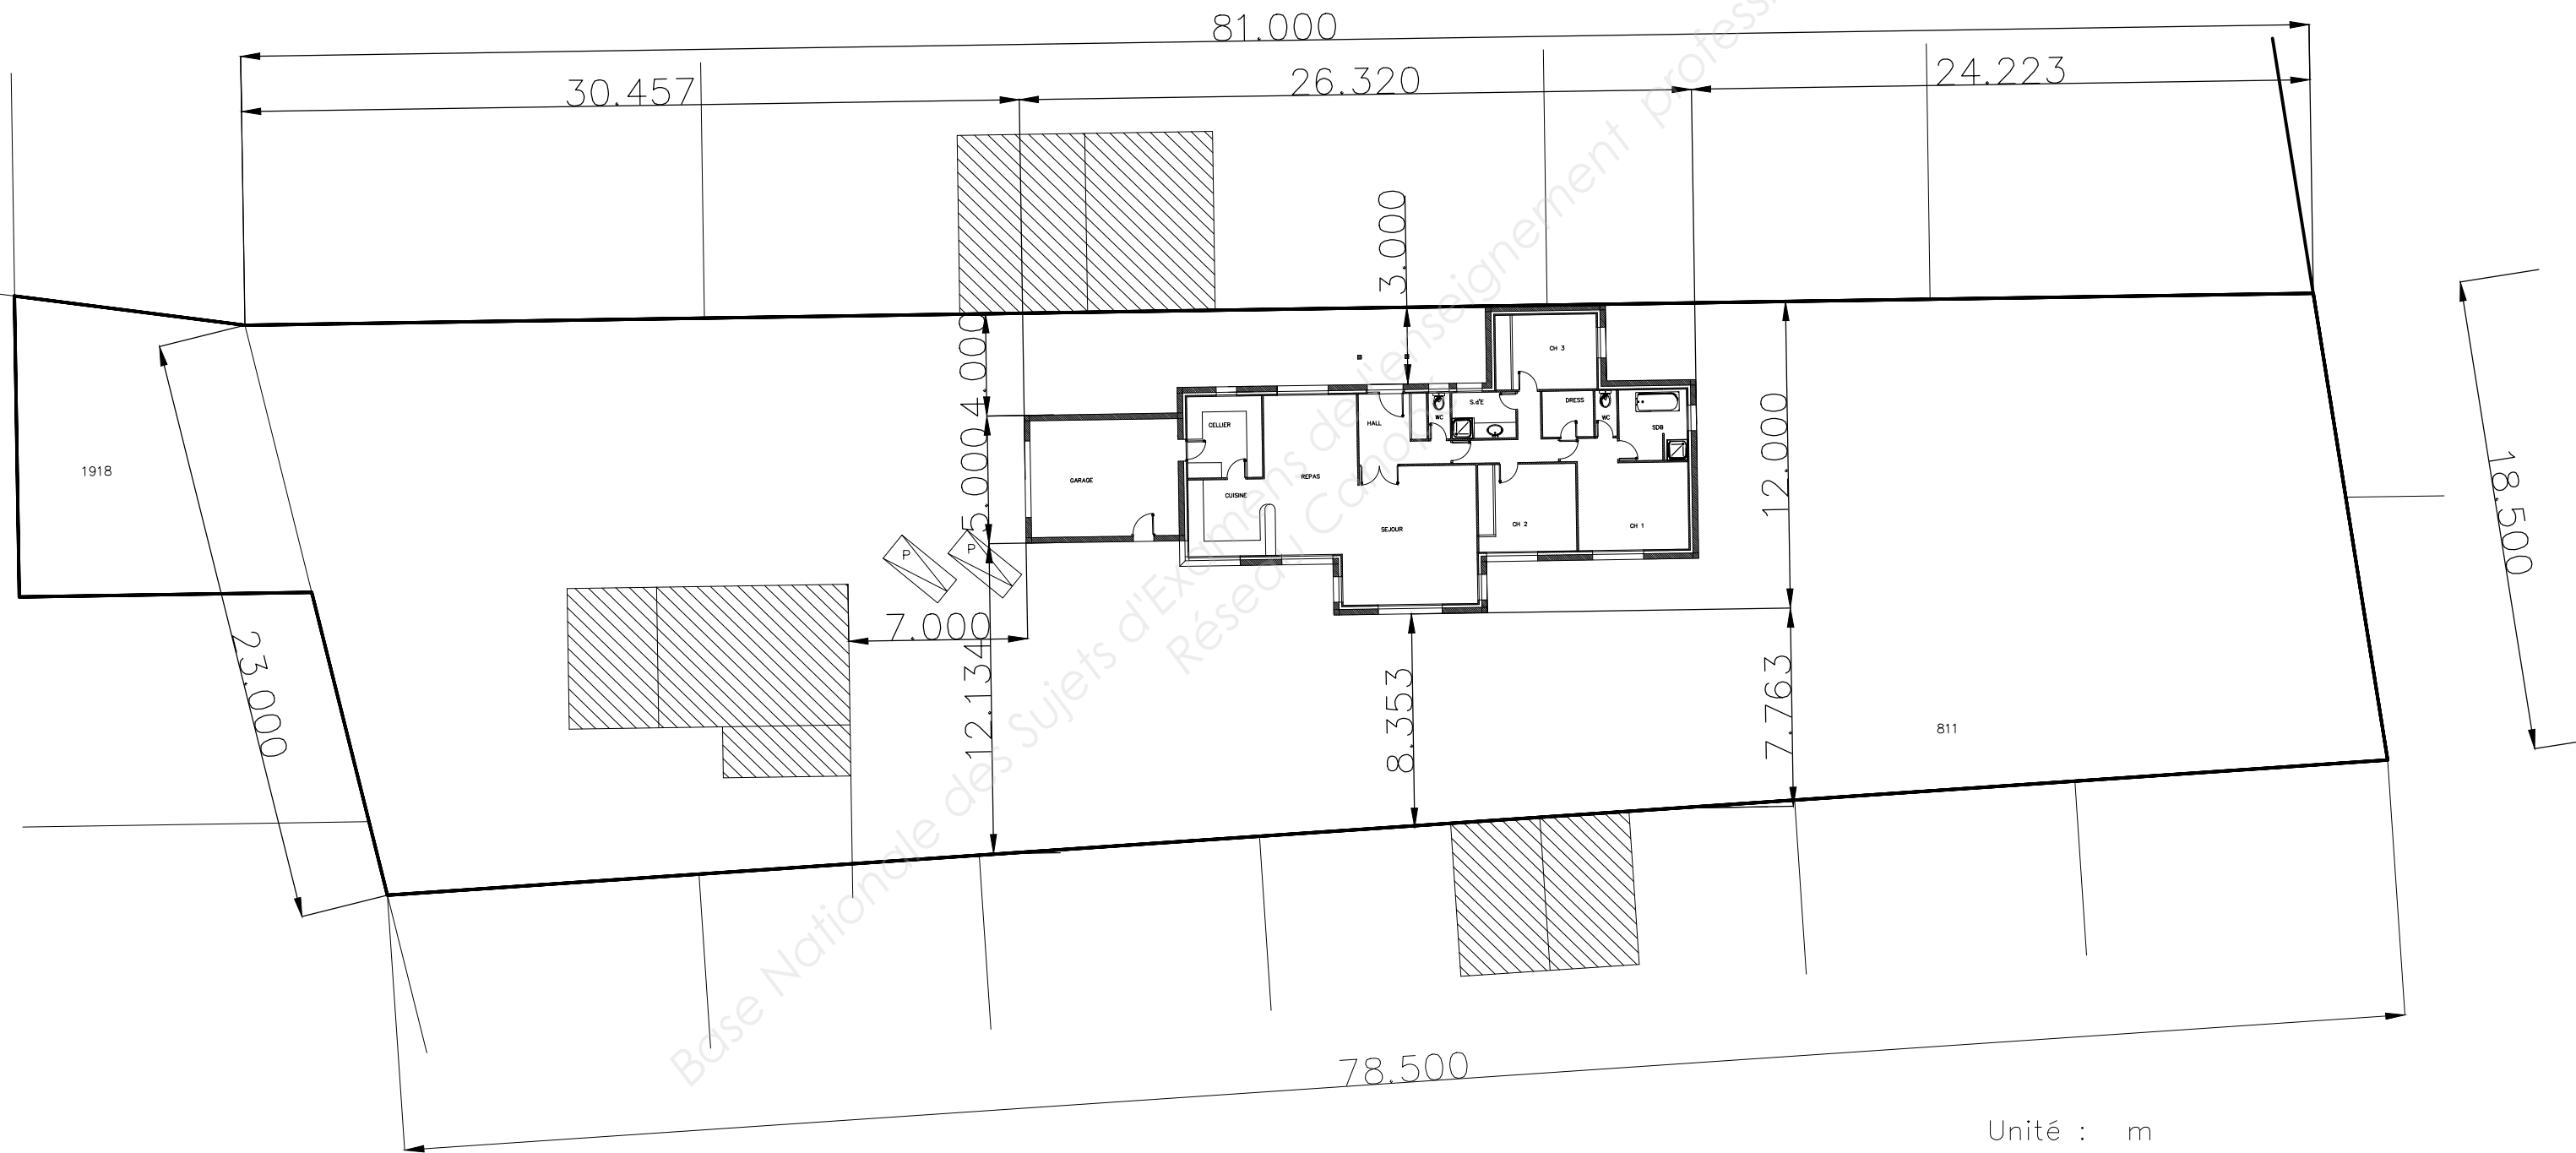 81.000
30.457
26.320
24.223
3.000
4.000
5.000
12.000
18.500
1918
CH 3
CELLIER
HALL
WC
S.d'E
DRESS
WC
SDB
GARAGE
REPAS
CUISINE
SEJOUR
CH 2
CH 1
P
P
7.000
23.000
12.134
8.353
7.763
811
78.500
Unité : m
Base Nationale des Sujets d'Examens de l'enseignement profess
Réseau Canopé